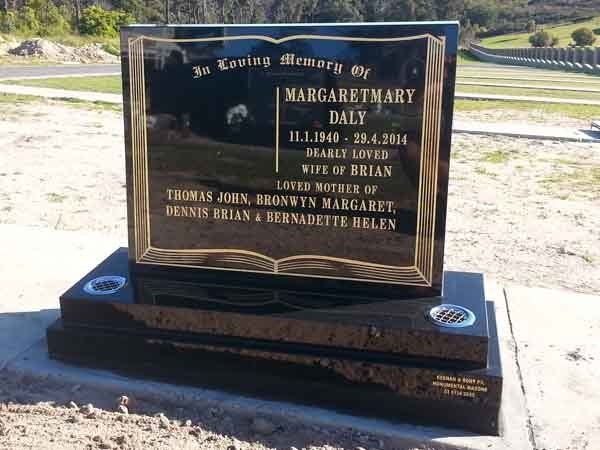 In Loving Memory Of
MARGARETMARY
DALY
11.1.1940 - 29.4.2014
DEARLY LOVED
WIFE OF BRIAN
LOVED MOTHER OF
THOMAS JOHN, BRONWYN MARGARET,
DENNIS BRIAN & BERNADETTE HELEN
MONUMENTAL MASONS